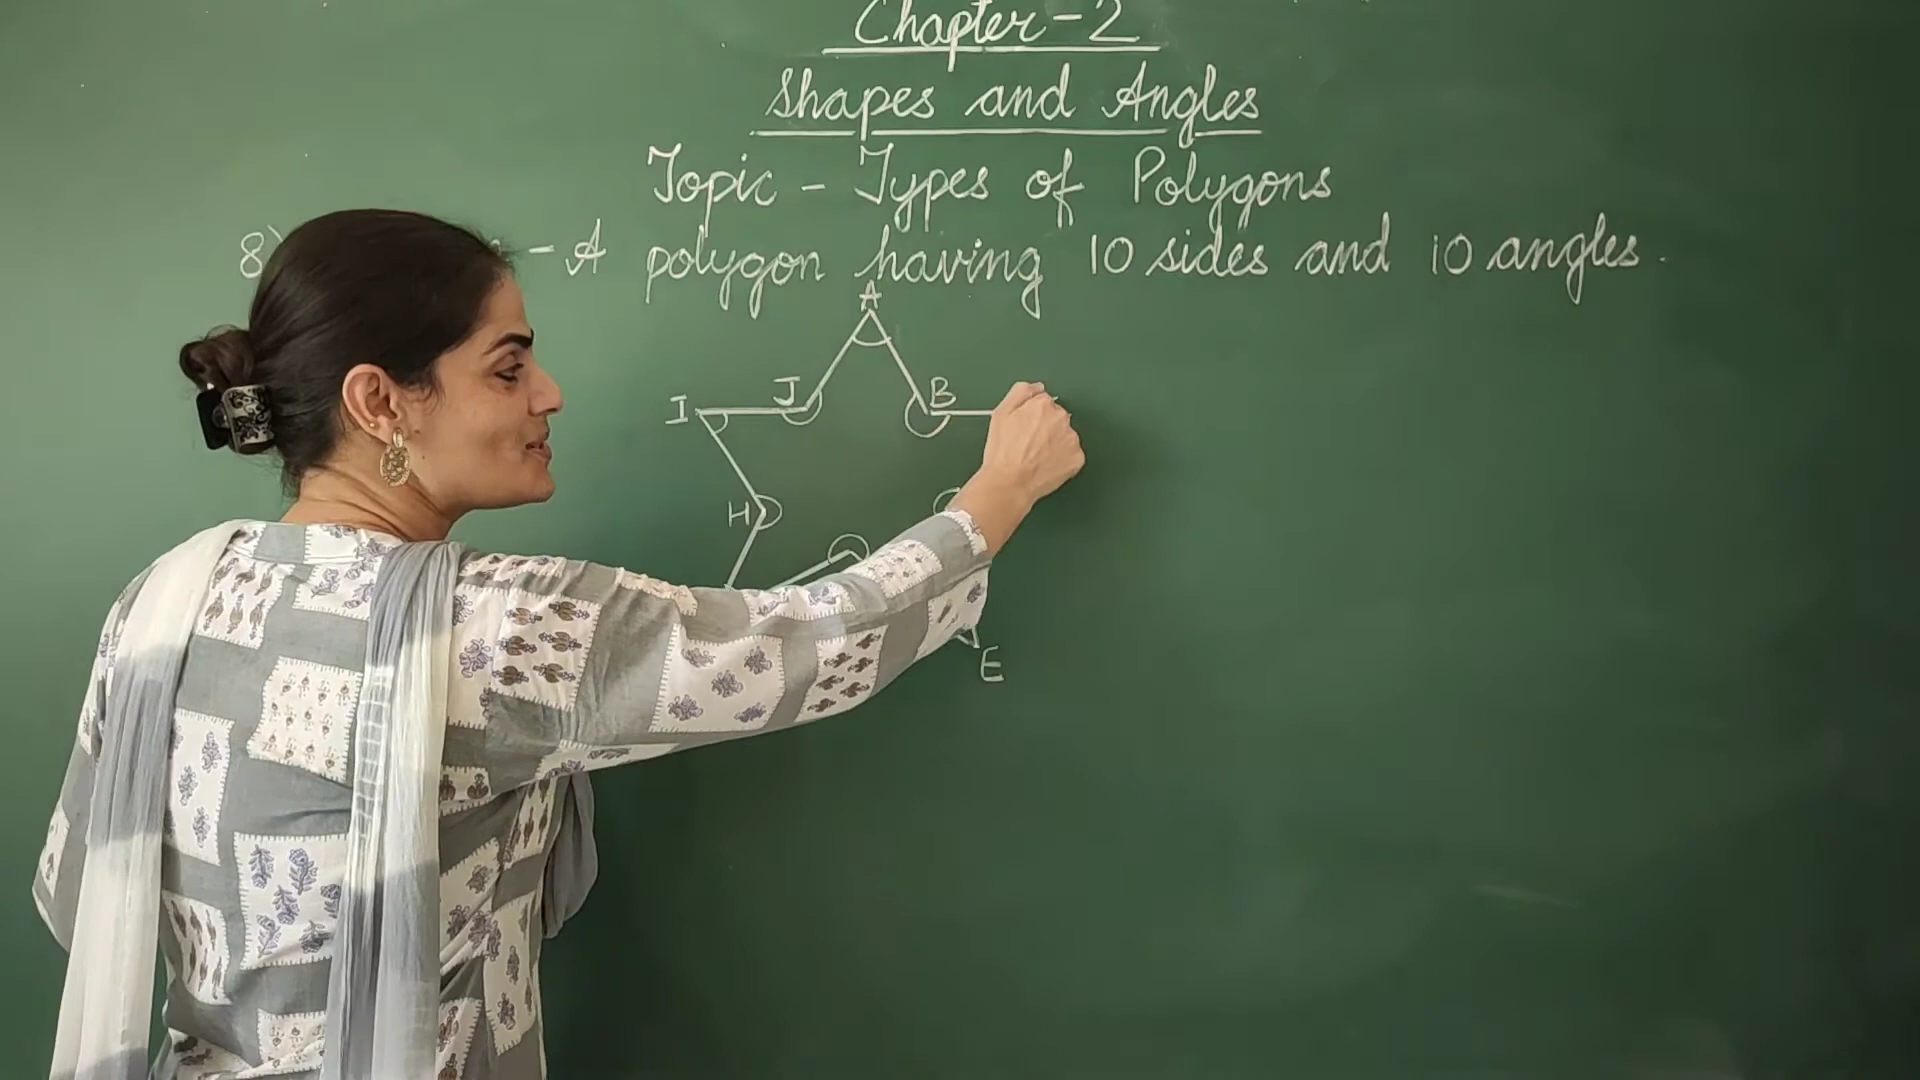 Chapter-2
Shapes and Angles
Topic - Types of Polygons
8) - A polygon having 10 sides and 10 angles.
A
I J B
H
E